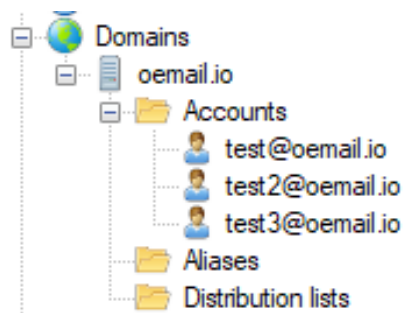 Domains
oemail.io
Accounts
test@oemail.io
test2@oemail.io
test3@oemail.io
Aliases
Distribution lists